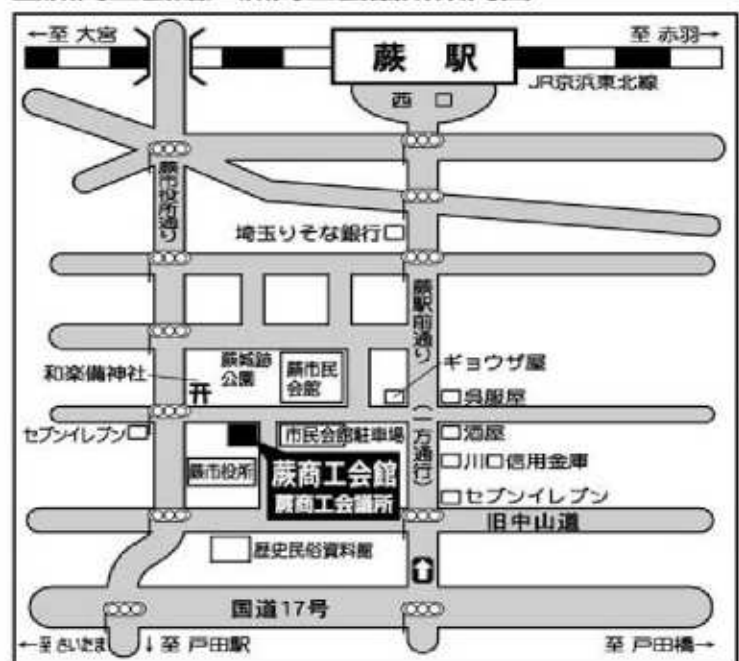 ←至 大宮
蕨 駅
至 赤羽→
JR京浜東北線
西 口
蕨市役所通り
埼玉りそな銀行
蕨駅前通り(一方通行)
蕨城跡
公園
蕨市民
会館
ギョウザ屋
和楽備神社
呉服屋
セブンイレブン
市民会館駐車場
酒屋
蕨市役所
蕨商工会館
蕨商工会議所
川口信用金庫
セブンイレブン
旧中山道
歴史民俗資料館
国道17号
←至 さいたま
↓至 戸田駅
至 戸田橋→